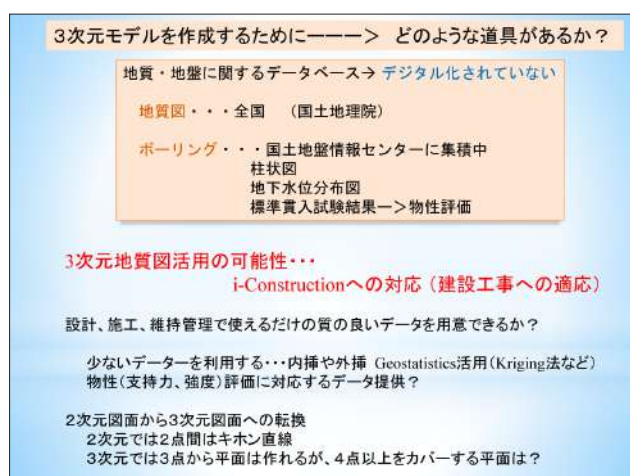 ３次元モデルを作成するためにーーー＞ どのような道具があるか？
地質・地盤に関するデータベース→ デジタル化されていない
地質図・・・全国 （国土地理院）
ボーリング・・・国土地盤情報センターに集積中
柱状図
地下水位分布図
標準貫入試験結果ー＞物性評価
3次元地質図活用の可能性・・・
i-Constructionへの対応（建設工事への適応）
設計、施工、維持管理で使えるだけの質の良いデータを用意できるか？
少ないデーターを利用する・・・内挿や外挿 Geostatistics活用（Kriging法など）
物性（支持力、強度）評価に対応するデータ提供？
２次元図面から３次元図面への転換
２次元では２点間はキホン直線
３次元では３点から平面は作れるが、４点以上をカバーする平面は？